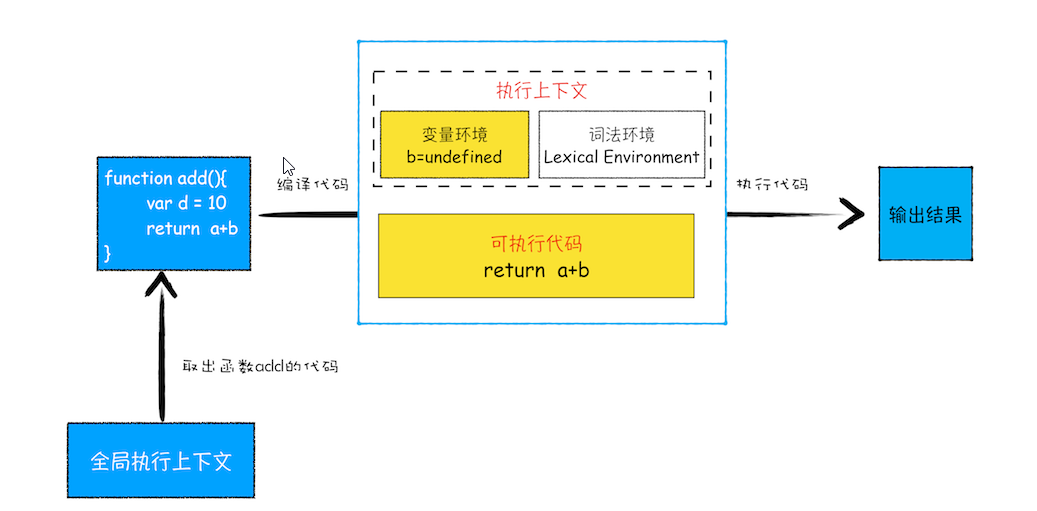 执行上下文
变量环境
b=undefined
词法环境
Lexical Environment
function add(){
var d = 10
return a+b
}
编译代码
可执行代码
return a+b
执行代码
输出结果
取出函数add的代码
全局执行上下文